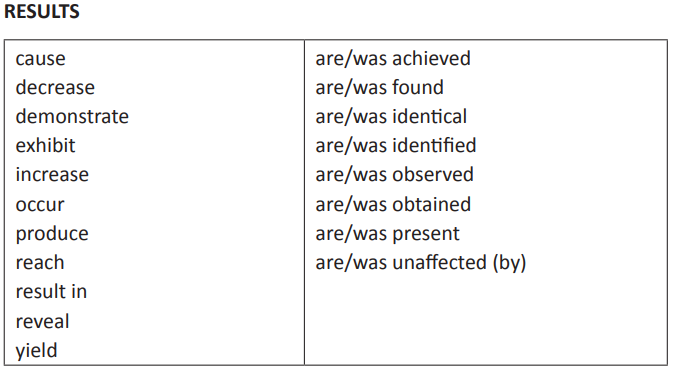 RESULTS
cause
decrease
demonstrate
exhibit
increase
occur
produce
reach
result in
reveal
yield
are/was achieved
are/was found
are/was identical
are/was identified
are/was observed
are/was obtained
are/was present
are/was unaffected (by)